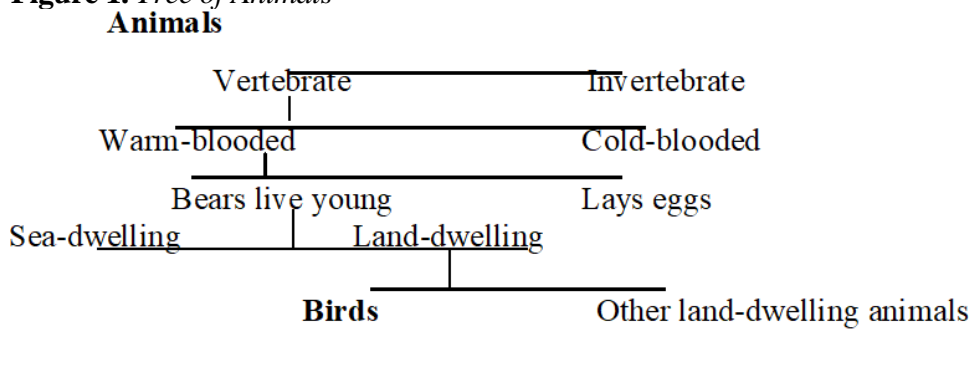 Figure 1. Tree of Animals
Animals
Vertebrate Invertebrate
Warm-blooded Cold-blooded
Bears live young Lays eggs
Sea-dwelling Land-dwelling
Birds Other land-dwelling animals